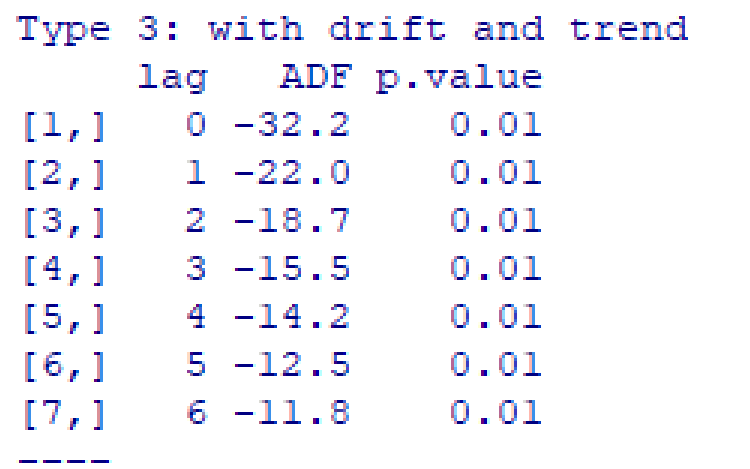 Type 3: with drift and trend
     lag   ADF p.value
[1,]   0 -32.2    0.01
[2,]   1 -22.0    0.01
[3,]   2 -18.7    0.01
[4,]   3 -15.5    0.01
[5,]   4 -14.2    0.01
[6,]   5 -12.5    0.01
[7,]   6 -11.8    0.01
----